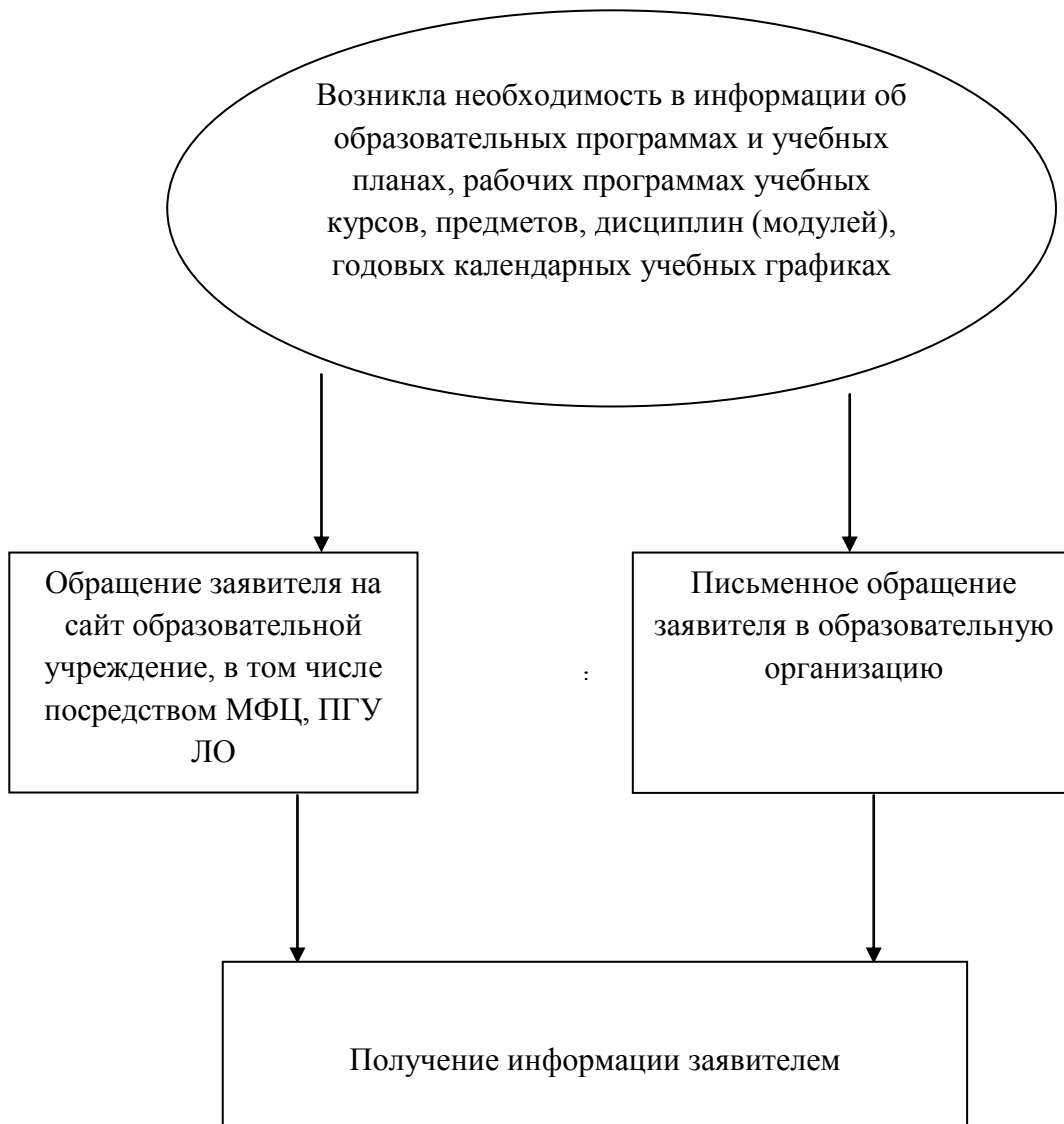 Возникла необходимость в информации об
образовательных программах и учебных
планах, рабочих программах учебных
курсов, предметов, дисциплин (модулей),
годовых календарных учебных графиках
Обращение заявителя на
сайт образовательной
учреждение, в том числе
посредством МФЦ, ПГУ
ЛО
:
Письменное обращение
заявителя в образовательную
организацию
Получение информации заявителем